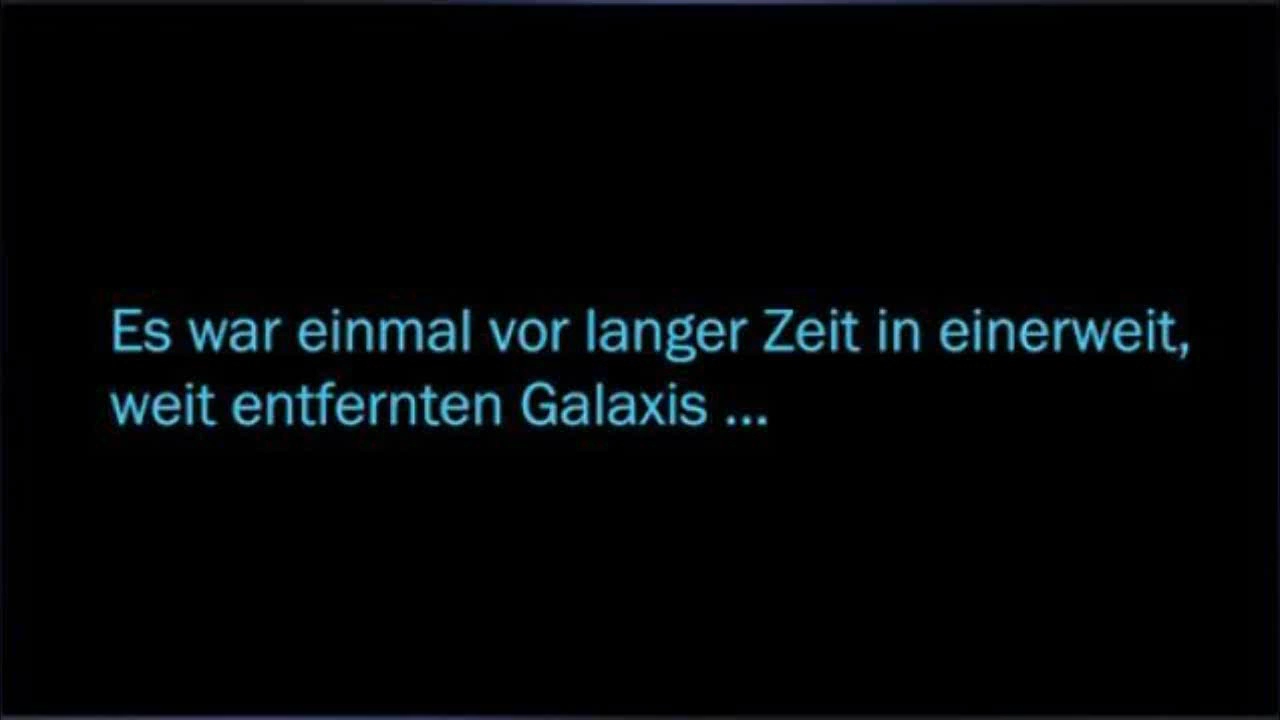 Es war einmal vor langer Zeit in einerweit,
weit entfernten Galaxis ...